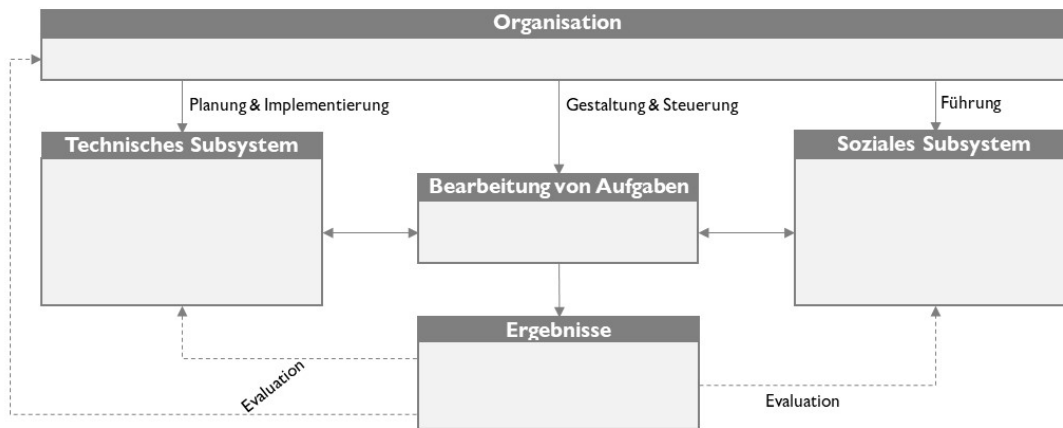 Organisation
Planung & Implementierung
Gestaltung & Steuerung
Führung
Technisches Subsystem
Soziales Subsystem
Bearbeitung von Aufgaben
Ergebnisse
Evaluation
Evaluation